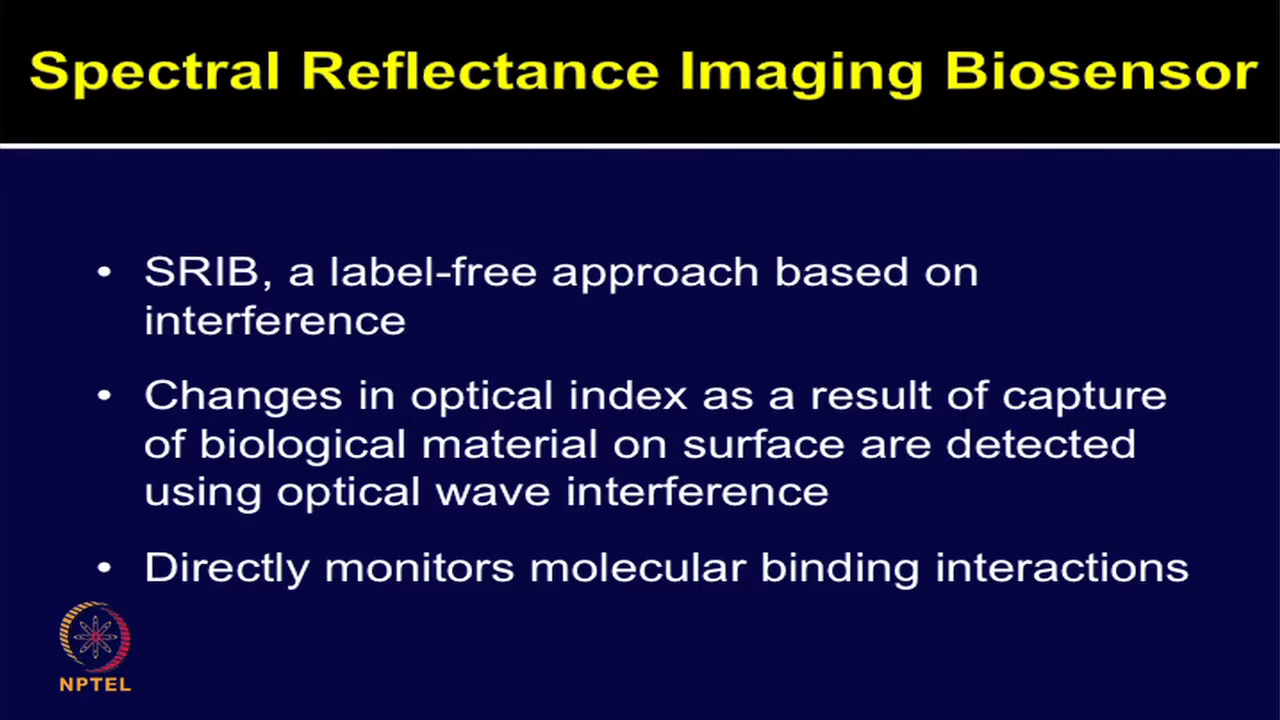 Spectral Reflectance Imaging Biosensor
• SRIB, a label-free approach based on
interference
• Changes in optical index as a result of capture
of biological material on surface are detected
using optical wave interference
• Directly monitors molecular binding interactions
NPTEL